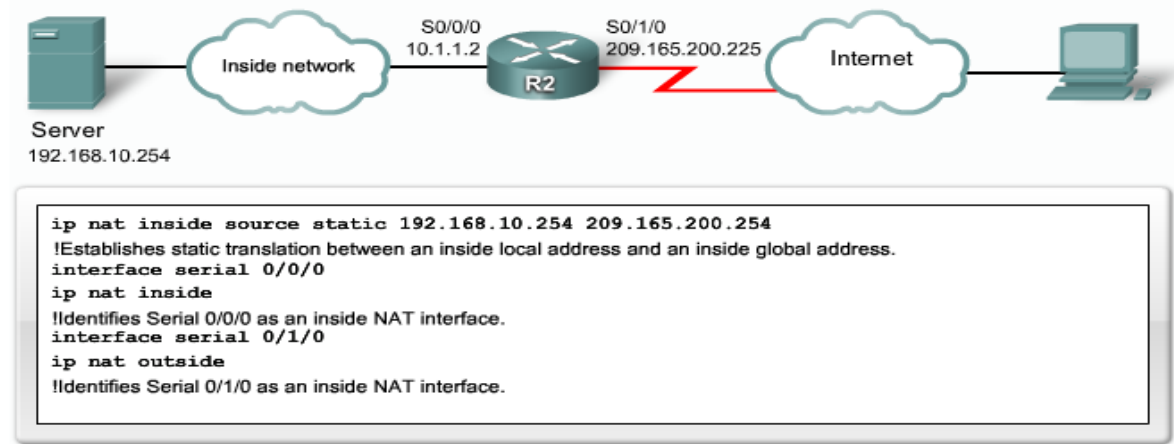 S0/0/0
10.1.1.2
S0/1/0
209.165.200.225
Inside network
R2
Internet
Server
192.168.10.254
ip nat inside source static 192.168.10.254 209.165.200.254
!Establishes static translation between an inside local address and an inside global address.
interface serial 0/0/0
ip nat inside
!Identifies Serial 0/0/0 as an inside NAT interface.
interface serial 0/1/0
ip nat outside
!Identifies Serial 0/1/0 as an inside NAT interface.